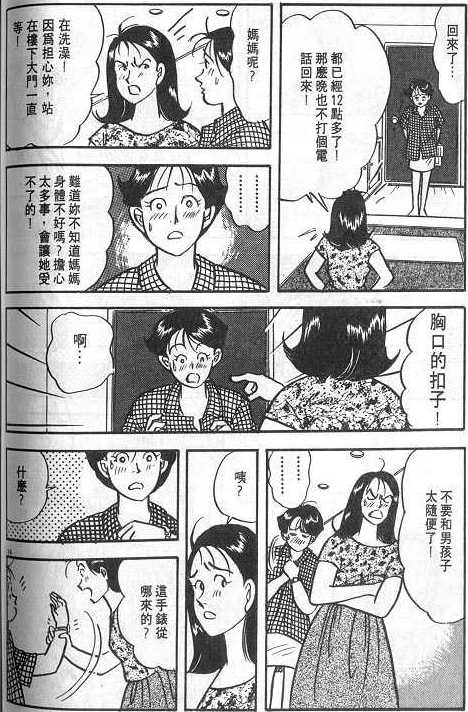 回來了…
都已經12點多了！
那麼晚也不打個電
話回來！
媽媽呢？
在洗澡！
因為担心妳，站
在樓下大門一直
等！
………
難道妳不知道媽媽
身體不好嗎？擔心
太多事，會讓她受
不了的！
胸口的扣子！
啊…
不要和男孩子
太隨便了！
咦？
什麼？
這手錶從
哪來的？